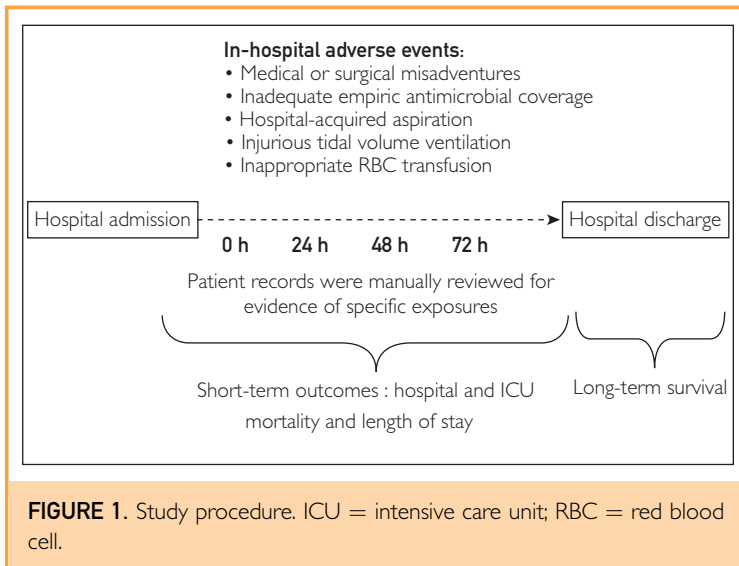 In-hospital adverse events:
• Medical or surgical misadventures
• Inadequate empiric antimicrobial coverage
• Hospital-acquired aspiration
• Injurious tidal volume ventilation
• Inappropriate RBC transfusion
Hospital admission
Hospital discharge
0 h 24 h 48 h 72 h
Patient records were manually reviewed for
evidence of specific exposures
Short-term outcomes : hospital and ICU
mortality and length of stay
Long-term survival
FIGURE 1. Study procedure. ICU = intensive care unit; RBC = red blood
cell.